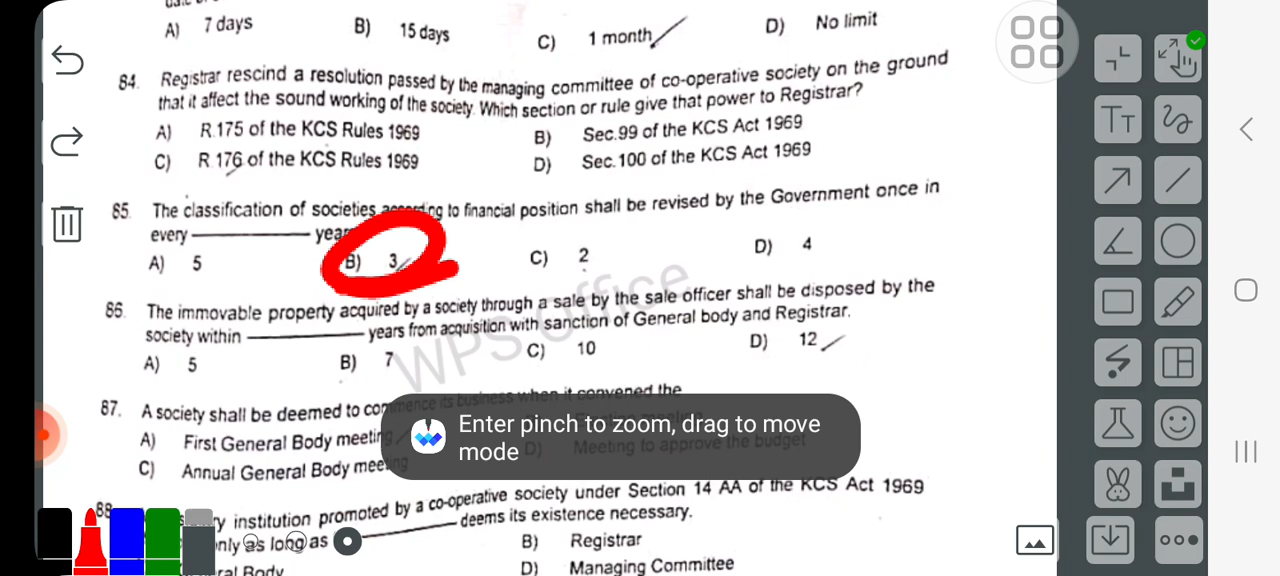 A) 7 days B) 15 days C) 1 month D) No limit
84. Registrar rescind a resolution passed by the managing committee of co-operative society on the ground
that it affect the sound working of the society. Which section or rule give that power to Registrar?
A) R.175 of the KCS Rules 1969 B) Sec.99 of the KCS Act 1969
C) R.176 of the KCS Rules 1969 D) Sec.100 of the KCS Act 1969
85. The classification of societies according to financial position shall be revised by the Government once in
every ———— year
A) 5 B) 3 C) 2 D) 4
86. The immovable property acquired by a society through a sale by the sale officer shall be disposed by the
society within ———— years from acquisition with sanction of General body and Registrar.
A) 5 B) 7 C) 10 D) 12
WPS Office
87. A society shall be deemed to commence its business when it convened the
A) First General Body meeting
C) Annual General Body meeting D) Meeting to approve the budget
Enter pinch to zoom, drag to move
mode
88. ry institution promoted by a co-operative society under Section 14 AA of the KCS Act 1969
only as long as ———— deems its existence necessary.
B) Registrar
ral Body D) Managing Committee
TT